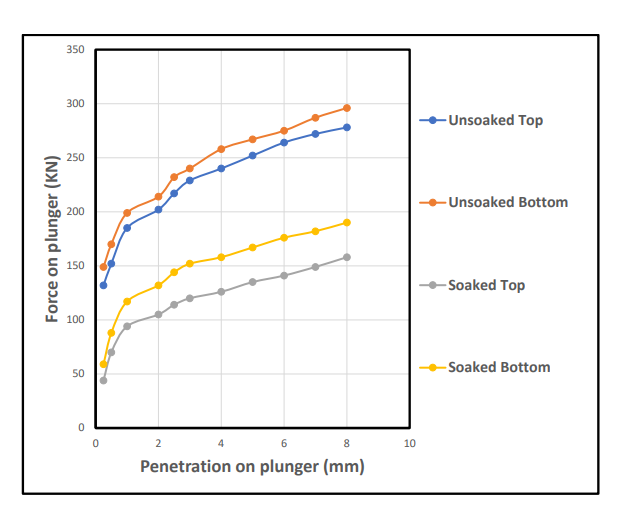 350
300
250
200
150
100
50
0
0 2 4 6 8 10
Force on plunger (KN)
Penetration on plunger (mm)
Unsoaked Top
Unsoaked Bottom
Soaked Top
Soaked Bottom